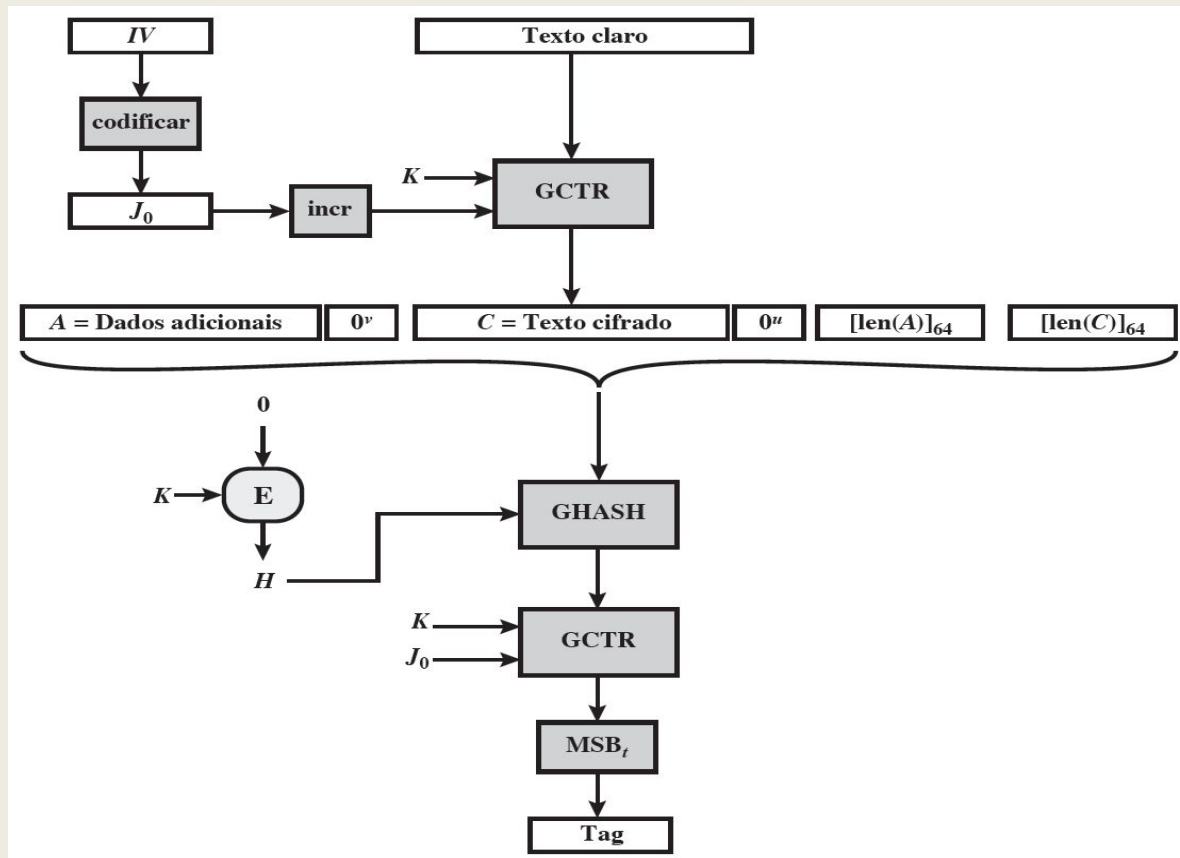 IV
Texto claro
codificar
K
GCTR
J₀
incr
A = Dados adicionais
0ᵛ
C = Texto cifrado
0ᵘ
[len(A)]₆₄
[len(C)]₆₄
0
K
E
GHASH
H
K
GCTR
J₀
MSBₜ
Tag